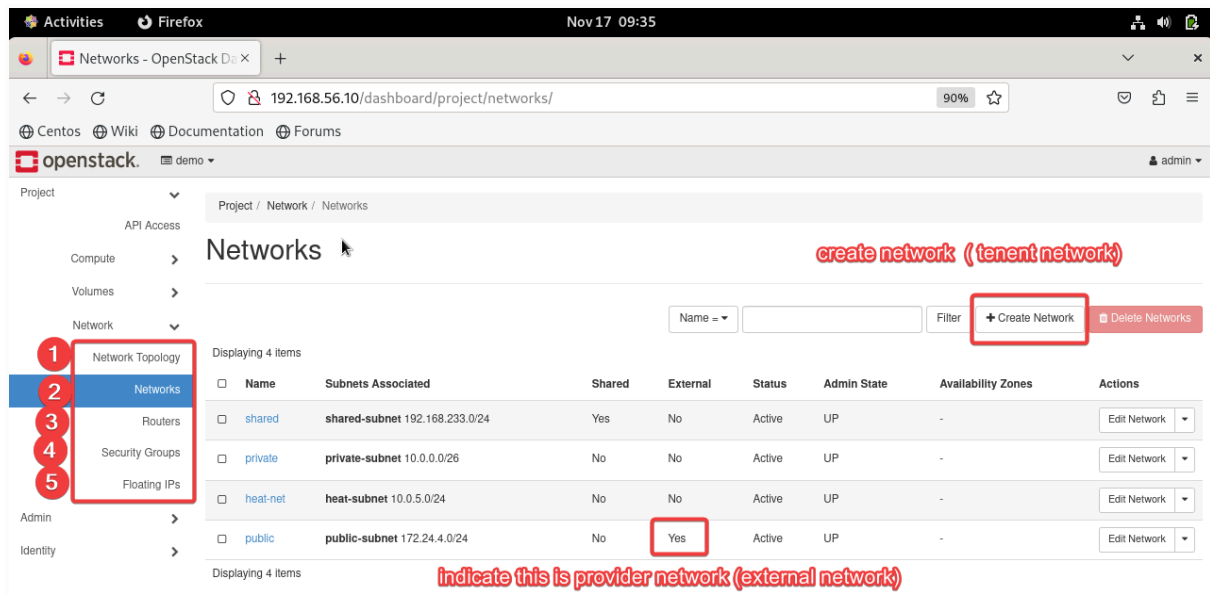 Activities Firefox Nov 17 09:35
Networks - OpenStack Da × +
192.168.56.10/dashboard/project/networks/ 90%
Centos Wiki Documentation Forums
openstack. demo admin
Project
Project / Network / Networks
API Access
Networks
create network ( tenent network)
Compute
Volumes
Name = Filter + Create Network Delete Networks
Network
1 Network Topology
Displaying 4 items
2 Networks
Name Subnets Associated Shared External Status Admin State Availability Zones Actions
3 Routers
shared shared-subnet 192.168.233.0/24 Yes No Active UP - Edit Network
4 Security Groups
private private-subnet 10.0.0.0/26 No No Active UP - Edit Network
5 Floating IPs
heat-net heat-subnet 10.0.5.0/24 No No Active UP - Edit Network
Admin
public public-subnet 172.24.4.0/24 No Yes Active UP - Edit Network
Identity
Displaying 4 items
indicate this is provider network (external network)